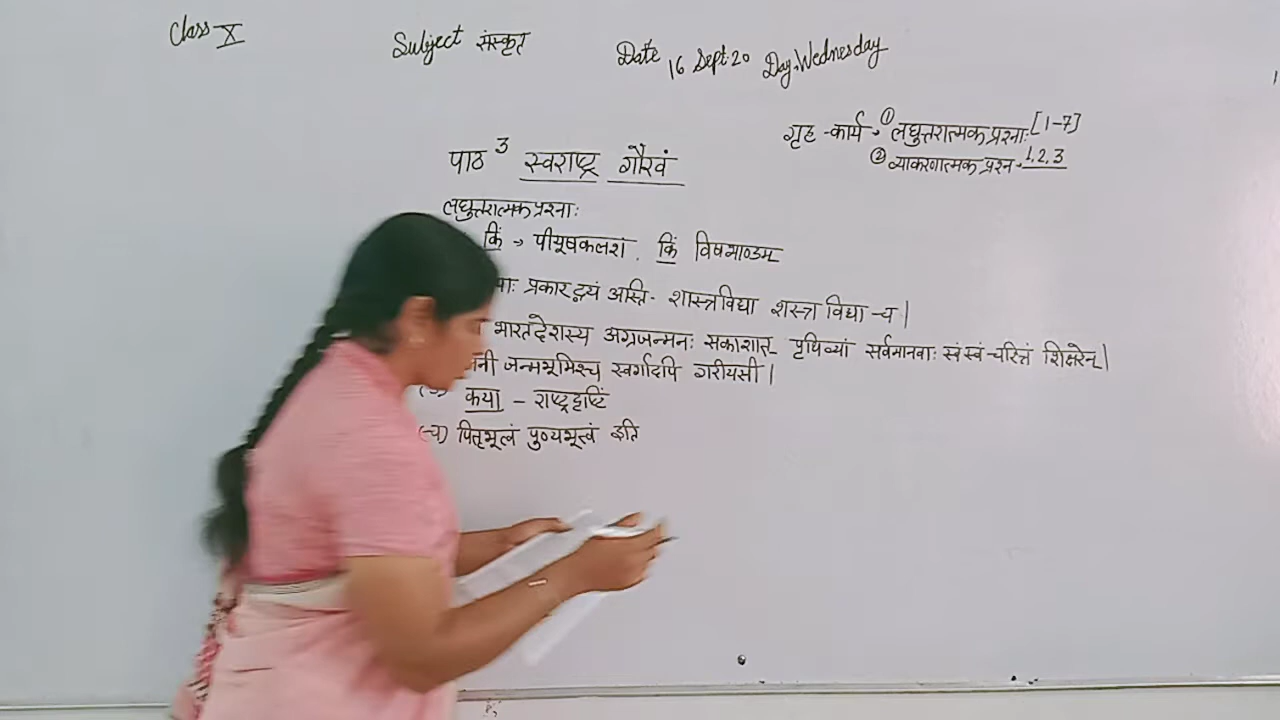 Class X
Subject संस्कृत
Date 16 Sept. 20 Day. Wednesday
गृह-कार्य → ① लघुत्तरात्मक प्रश्नाः [1-7]
② व्याकरणात्मक प्रश्न - 1, 2, 3
पाठ 3 स्वराष्ट्र गौरवं
लघुत्तरात्मक प्रश्नाः
किं → पीयूषकलशं . किं विषभाण्डम्
प्रकारद्वयं अस्ति - शास्त्रविद्या शस्त्रा विद्या च |
भारतदेशस्य अग्रजन्मनः सकाशात् पृथिव्यां सर्वमानवाः स्वं स्वं चरित्रं शिक्षरेन् |
जन्मभूमिश्च स्वर्गादपि गरीयसी |
कया - राष्ट्रदृष्टिं
(च) पितृभूत्वं पुण्यभूत्वं इति